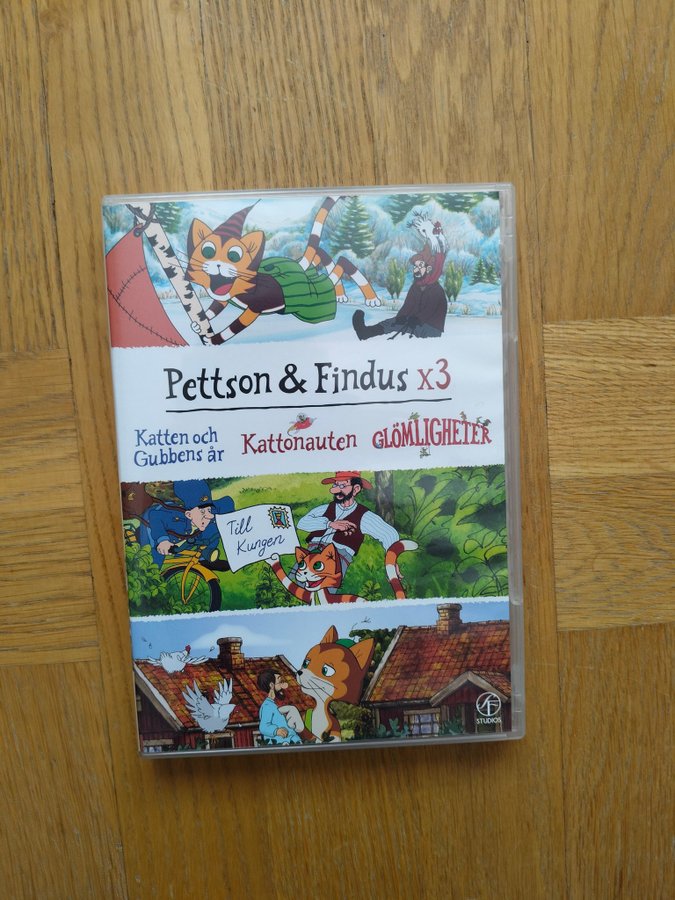 Pettson & Findus x3
Katten och
Gubbens år
Kattonauten
GLÖMLIGHETER
Till
Kungen
SF
STUDIOS